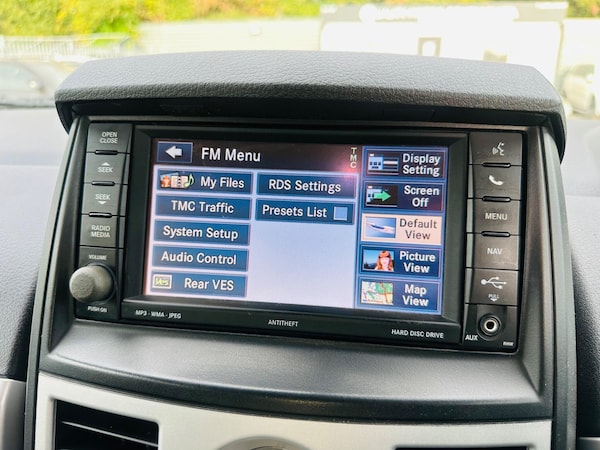 OPEN
CLOSE
SEEK
SEEK
RADIO
MEDIA
VOLUME
PUSH ON
FM Menu
TMC
My Files
TMC Traffic
System Setup
Audio Control
Rear VES
RDS Settings
Presets List
Display
Setting
Screen
Off
Default
View
Picture
View
Map
View
MENU
NAV
PULL
AUX
MP3 - WMA - JPEG
ANTITHEFT
HARD DISC DRIVE